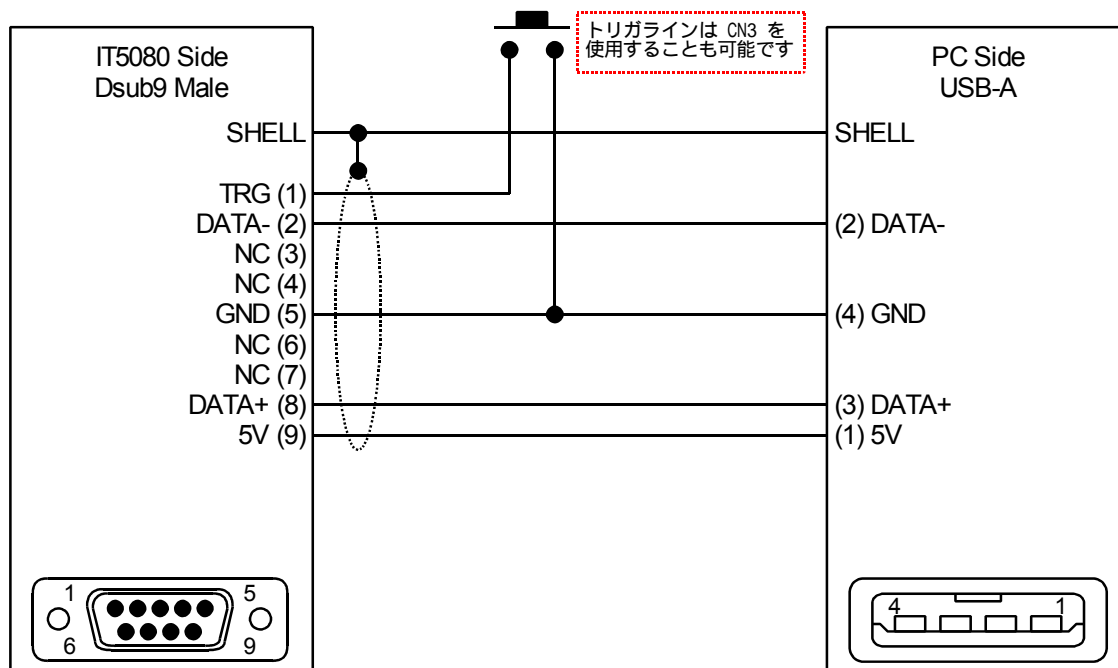 IT5080 Side
Dsub9 Male
トリガラインは CN3 を
使用することも可能です
PC Side
USB-A
SHELL
SHELL
TRG (1)
DATA- (2)
(2) DATA-
NC (3)
NC (4)
GND (5)
(4) GND
NC (6)
NC (7)
DATA+ (8)
(3) DATA+
5V (9)
(1) 5V
1
5
6
9
4
1